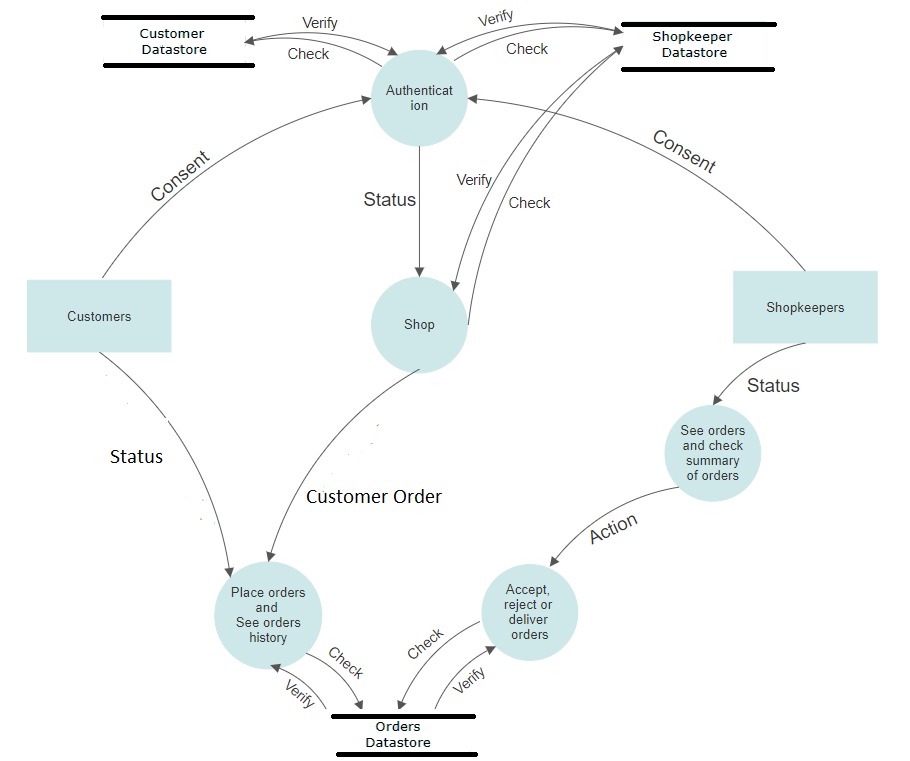 Customer
Datastore
Verify
Check
Verify
Check
Shopkeeper
Datastore
Authenticat
ion
Consent
Consent
Status
Verify
Check
Customers
Shop
Shopkeepers
Status
Status
See orders
and check
summary
of orders
Customer Order
Action
Place orders
and
See orders
history
Accept,
reject or
deliver
orders
Check
Verify
Check
Verify
Orders
Datastore